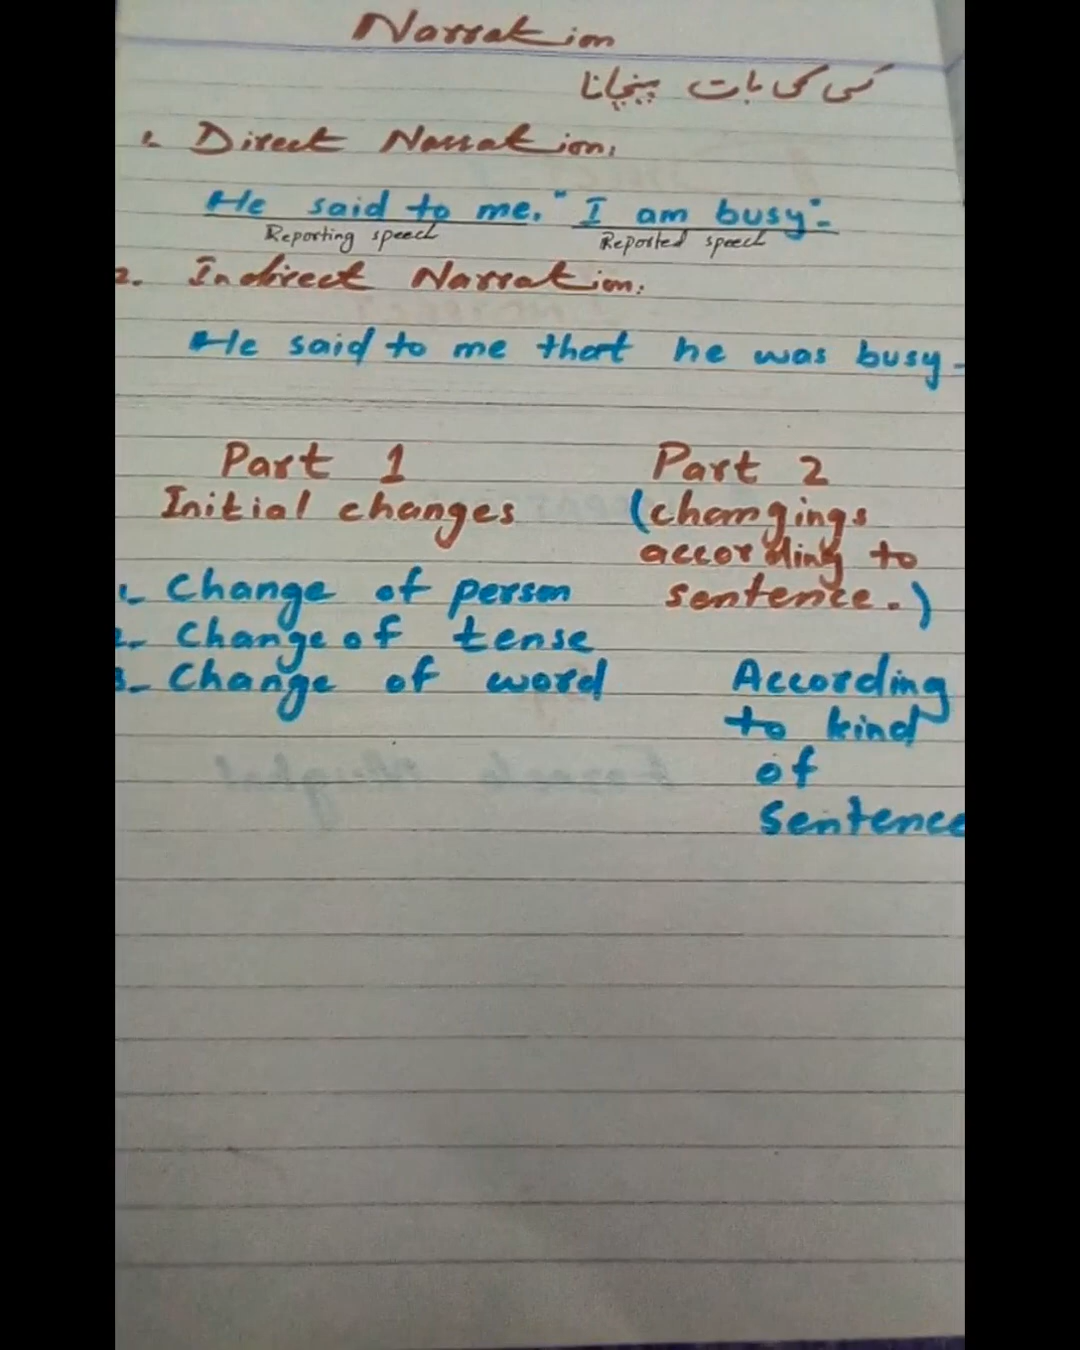 Narration
کسی کی بات پہنچانا
1. Direct Narration:
He said to me, "I am busy".
Reporting speech Reported speech
2. Indirect Narration:
He said to me that he was busy.
Part 1
Initial changes
1. Change of person
2. Change of tense
3. Change of word
Part 2
(changings
according to
sentence.)
According
to kind
of
Sentence